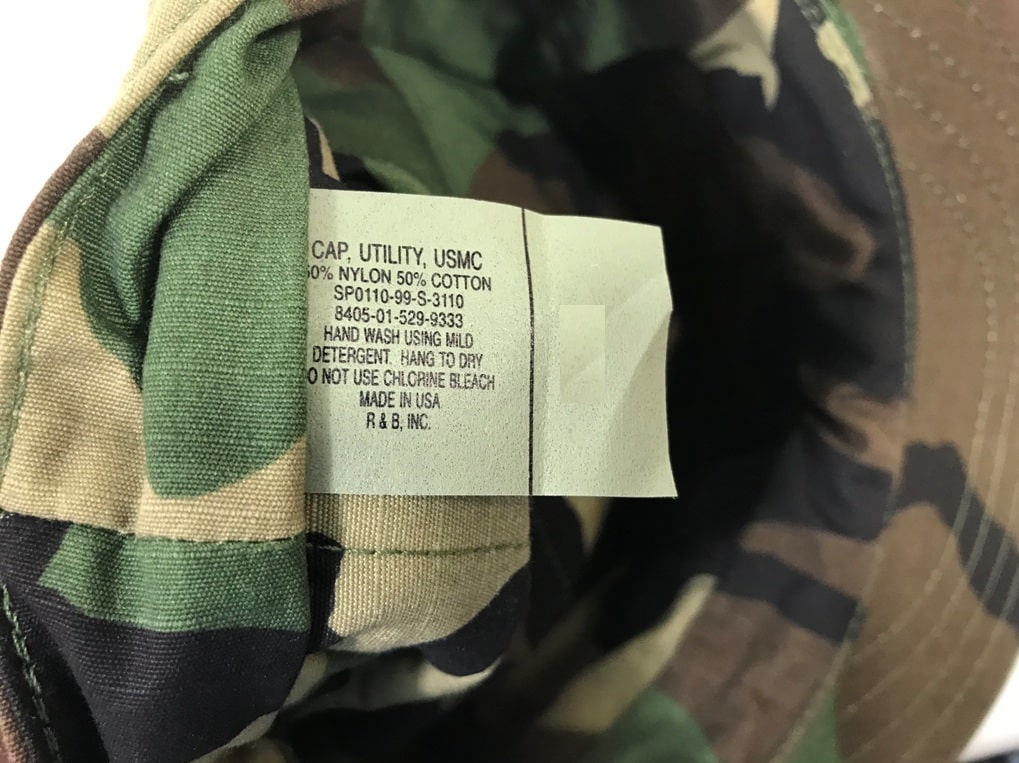 CAP, UTILITY, USMC
50% NYLON 50% COTTON
SP0110-99-S-3110
8405-01-529-9333
HAND WASH USING MILD
DETERGENT. HANG TO DRY
O NOT USE CHLORINE BLEACH
MADE IN USA
R & B, INC.